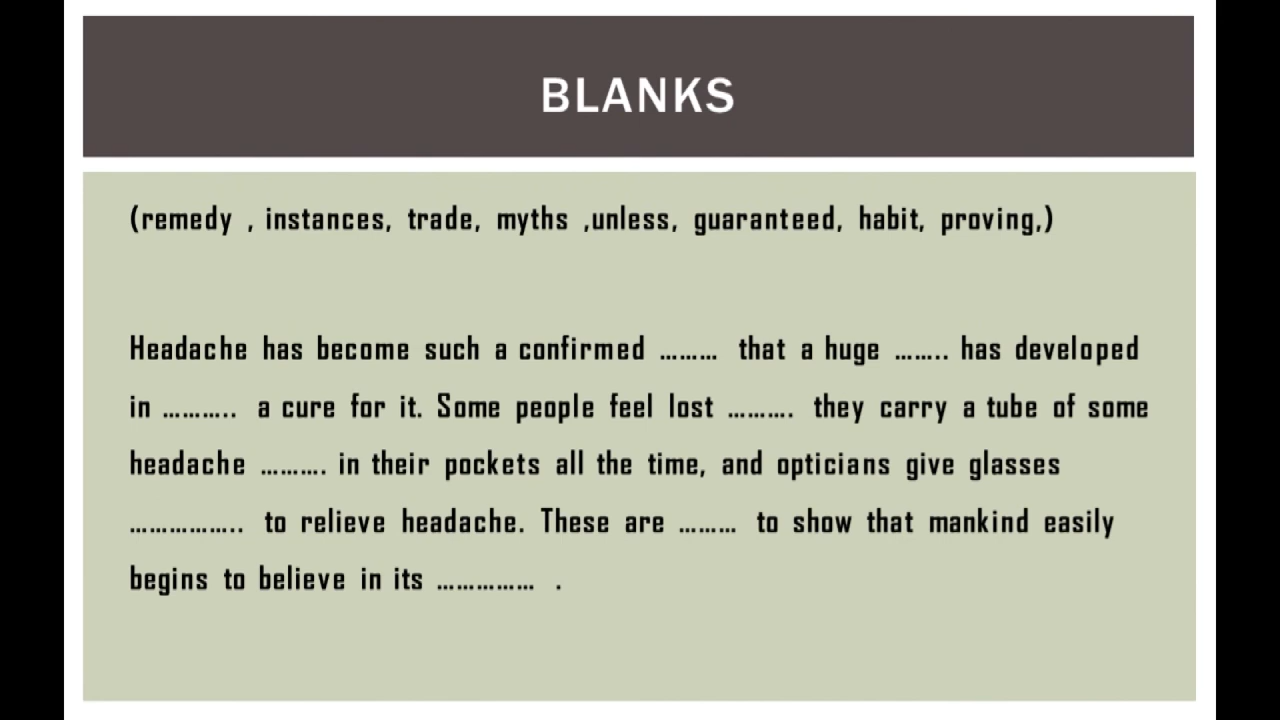 BLANKS
(remedy , instances, trade, myths ,unless, guaranteed, habit, proving,)
Headache has become such a confirmed ……… that a huge …….. has developed
in ……….. a cure for it. Some people feel lost ………. they carry a tube of some
headache ………. in their pockets all the time, and opticians give glasses
…………….. to relieve headache. These are ……… to show that mankind easily
begins to believe in its …………… .